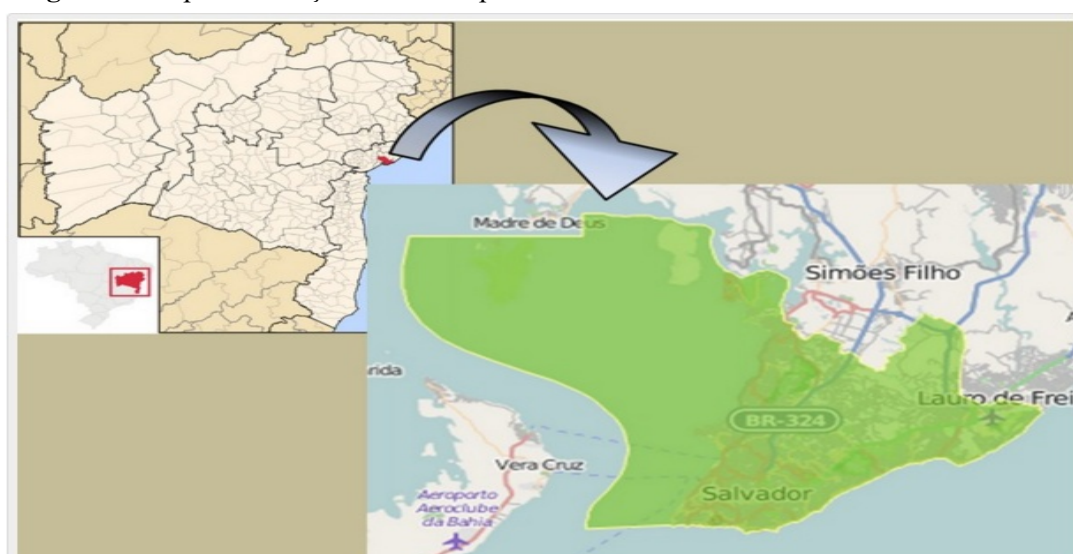 Madre de Deus
Simões Filho
Lauro de Frei
BR-324
Vera Cruz
Salvador
Aeroporto
Aeroclube
da Bahia